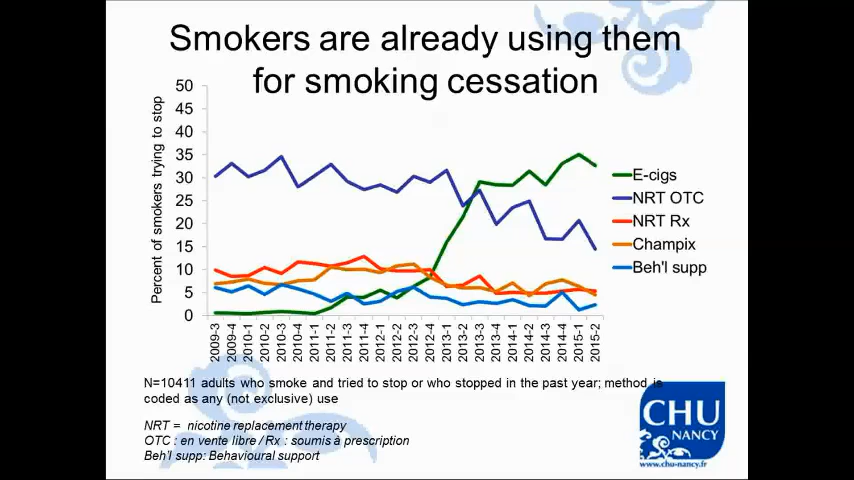 Smokers are already using them
for smoking cessation
Percent of smokers trying to stop
50
45
40
35
30
25
20
15
10
5
0
2009-3
2009-4
2010-1
2010-2
2010-3
2010-4
2011-1
2011-2
2011-3
2011-4
2012-1
2012-2
2012-3
2012-4
2013-1
2013-2
2013-3
2013-4
2014-1
2014-2
2014-3
2014-4
2015-1
2015-2
E-cigs
NRT OTC
NRT Rx
Champix
Beh'l supp
N=10411 adults who smoke and tried to stop or who stopped in the past year; method is
coded as any (not exclusive) use
NRT = nicotine replacement therapy
OTC : en vente libre / Rx : soumis à prescription
Beh'l supp: Behavioural support
CHU
NANCY
www.chu-nancy.fr